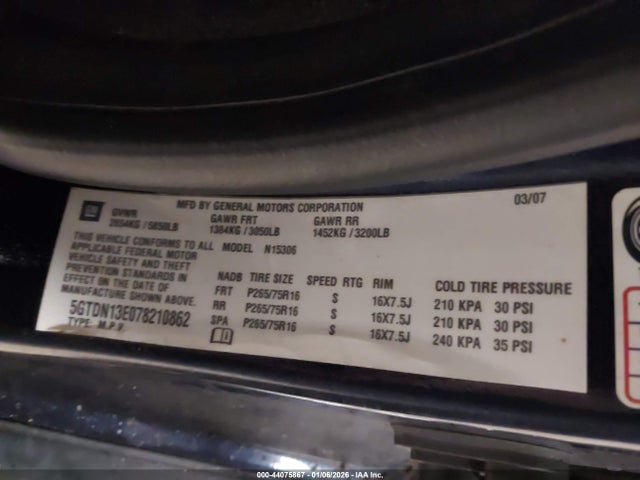 GM
MFD BY GENERAL MOTORS CORPORATION 03/07
GVWR GAWR FRT GAWR RR
2654KG / 5850LB 1384KG / 3050LB 1452KG / 3200LB
THIS VEHICLE CONFORMS TO ALL MODEL N15306
APPLICABLE FEDERAL MOTOR
VEHICLE SAFETY AND THEFT
PREVENTION STANDARDS IN
EFFECT ON THE DATE OF
MANUFACTURE SHOWN ABOVE.
5GTDN13E078210862
TYPE: M.P.V.
NADB TIRE SIZE SPEED RTG RIM COLD TIRE PRESSURE
FRT P265/75R16 S 16X7.5J 210 KPA 30 PSI
RR P265/75R16 S 16X7.5J 210 KPA 30 PSI
SPA P265/75R16 S 16X7.5J 240 KPA 35 PSI
000 - 44075867 - 01/06/2026 - IAA Inc.